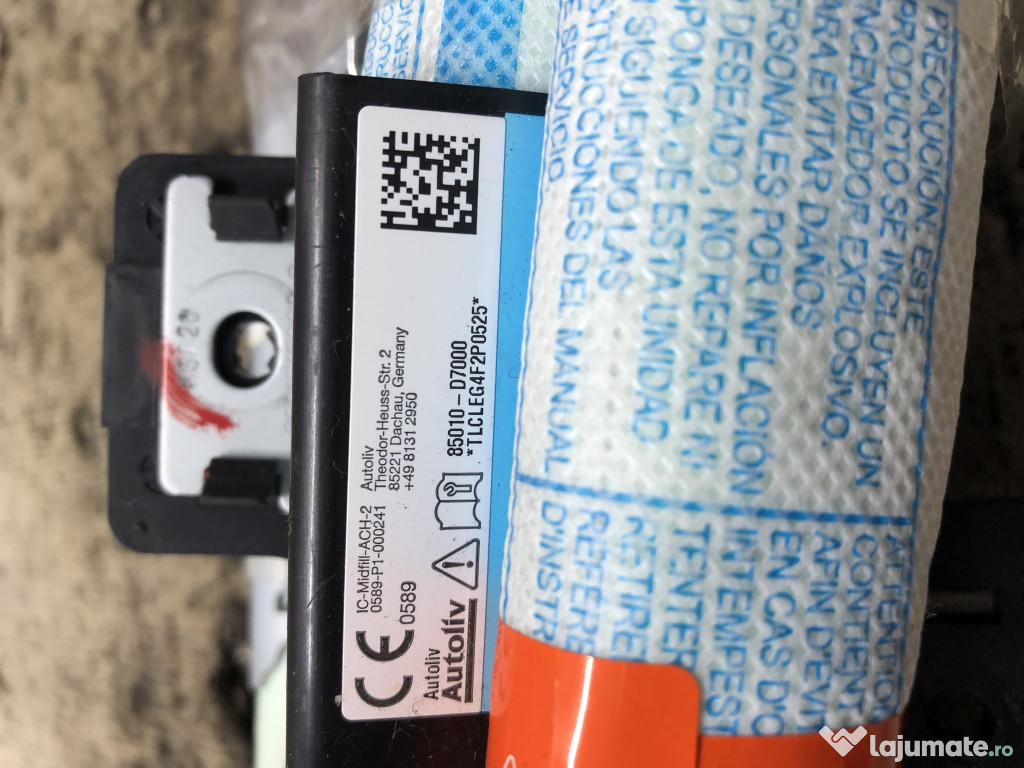 IC-Midfill-ACH-2
0589-P1-000241
0589
Autoliv
Theodor-Heuss-Str. 2
85221 Dachau, Germany
+49 8131 2950
Autoliv
Autoliv
85010-D7000
*TLCLEG4F2P0525*
PRECAUCION: ESTE
PRODUCTO SE INCLUYEN UN
ENCENDEDOR EXPLOSIVO.
PARA EVITAR DAÑOS
PERSONALES POR INFLACION
DESEADO, NO REPARE NI
PONGA DE ESTA UNIDAD
SIGUIENDO LAS
INSTRUCCIONES DEL MANUAL
DE SERVICIO.
ATTENTION
CONTIENT
AFIN D'EVIT
EN CAS D'O
INTEMPEST
TENTER
RETIRE
REFERE
D'INSTR
lajumate.ro